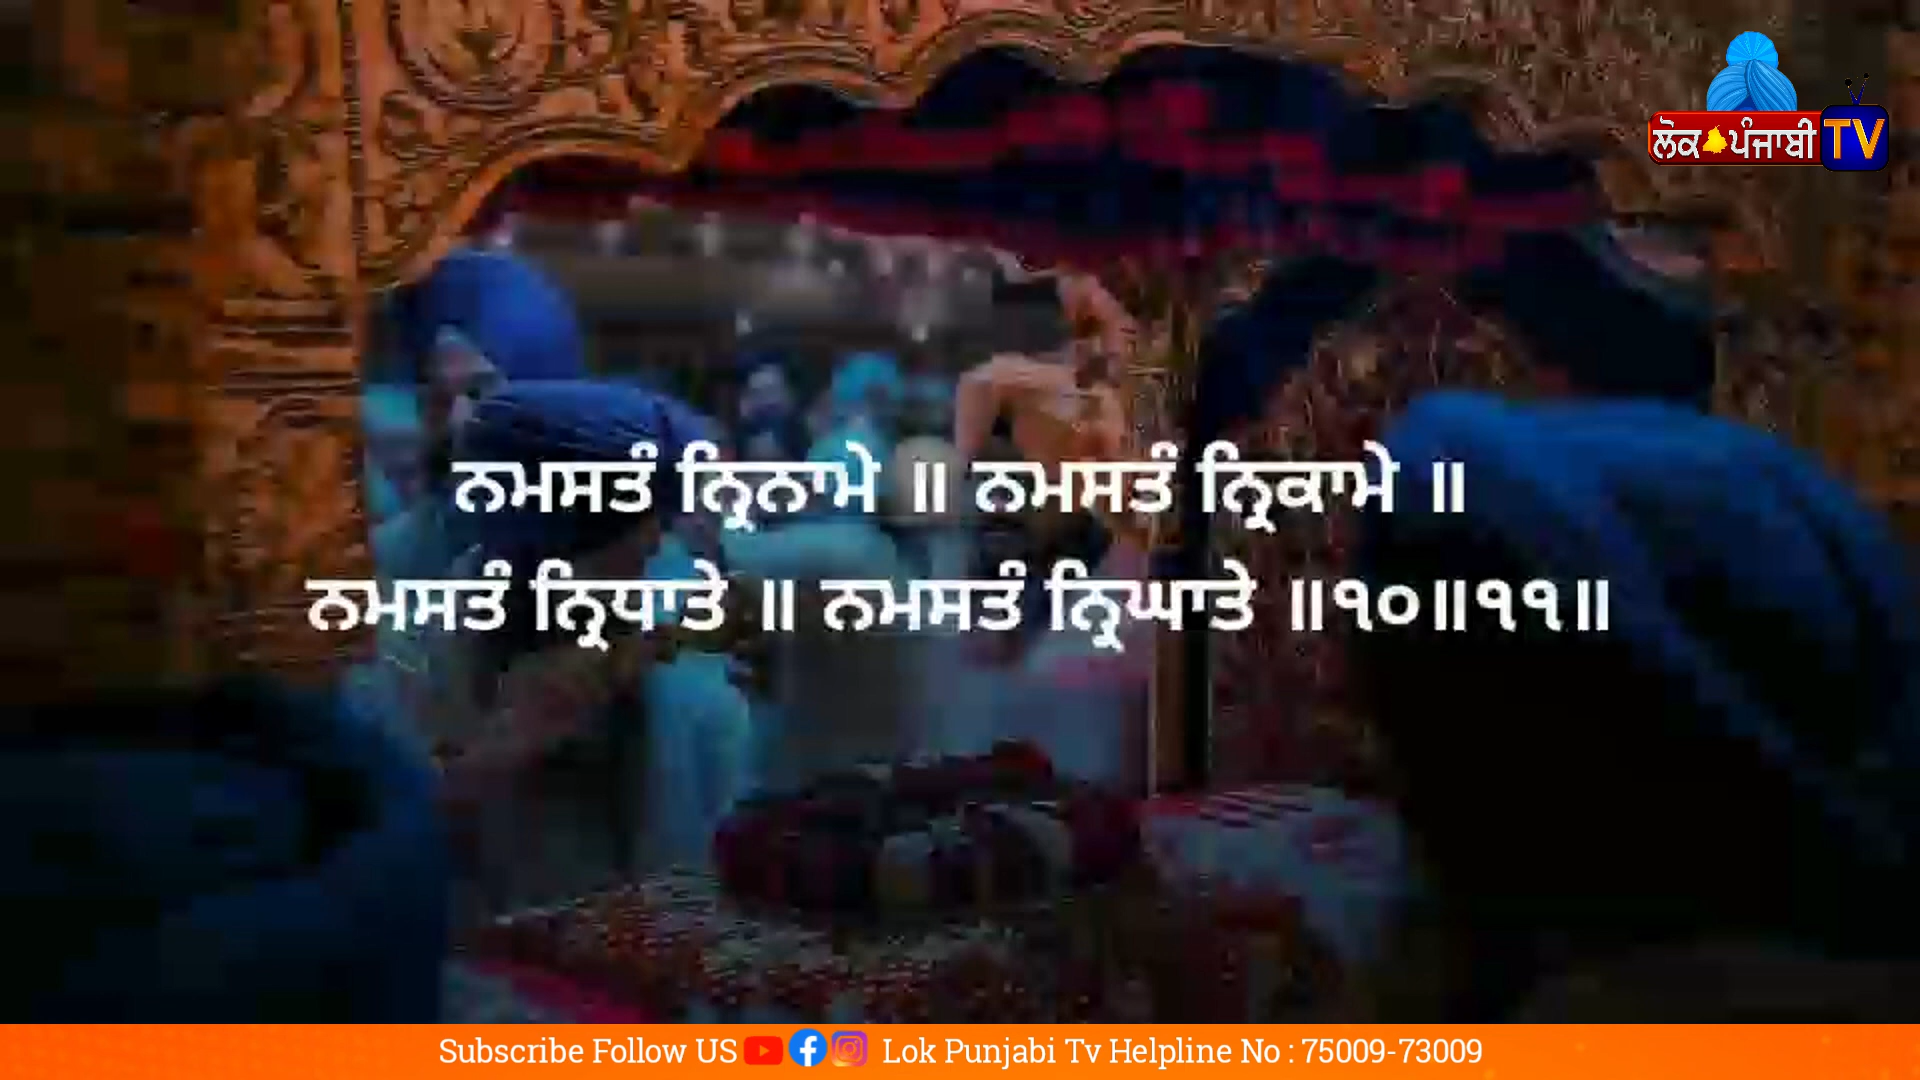 ਲੋਕ ਪੰਜਾਬੀ TV
ਨਮਸਤੰ ਨ੍ਰਿਨਾਮੇ ॥ ਨਮਸਤੰ ਨ੍ਰਿਕਾਮੇ ॥
ਨਮਸਤੰ ਨ੍ਰਿਧਾਤੇ ॥ ਨਮਸਤੰ ਨ੍ਰਿਘਾਤੇ ॥੧੦॥੧੧॥
Subscribe Follow US Lok Punjabi Tv Helpline No : 75009-73009